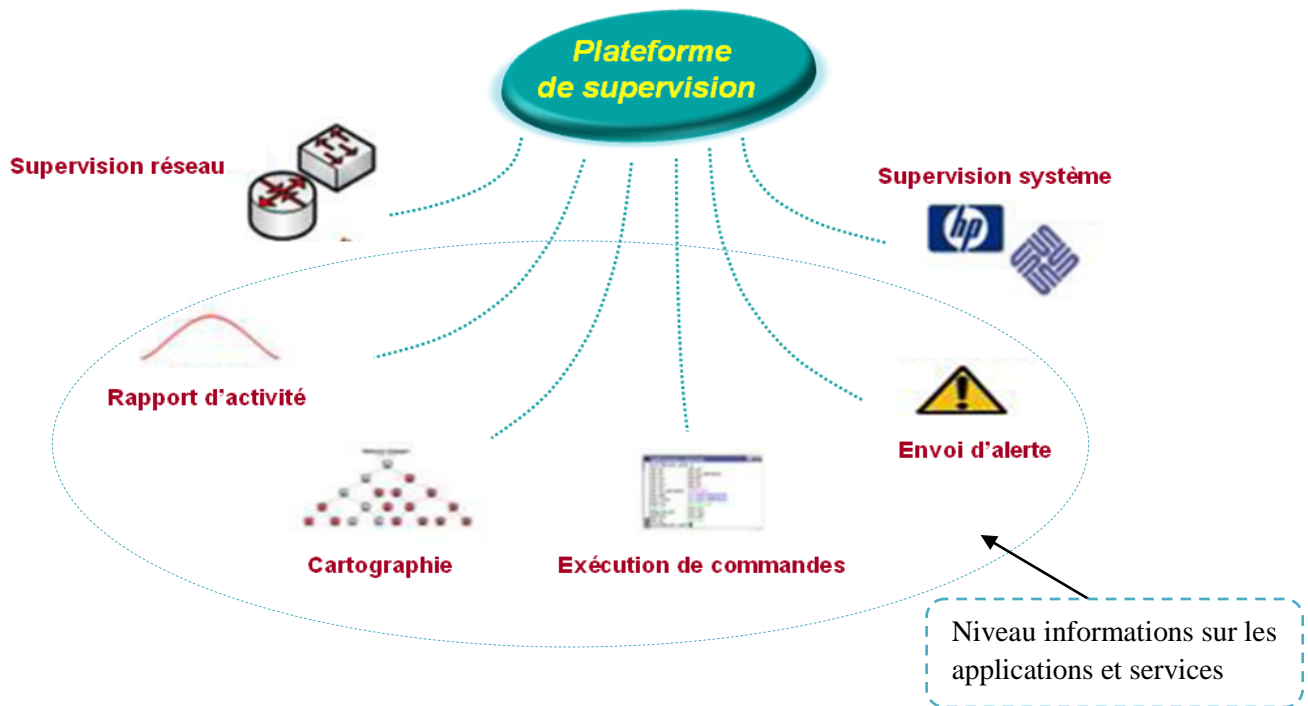 Plateforme
de supervision
Supervision réseau
Supervision système
hp
Rapport d'activité
Envoi d'alerte
Cartographie
Exécution de commandes
Niveau informations sur les
applications et services